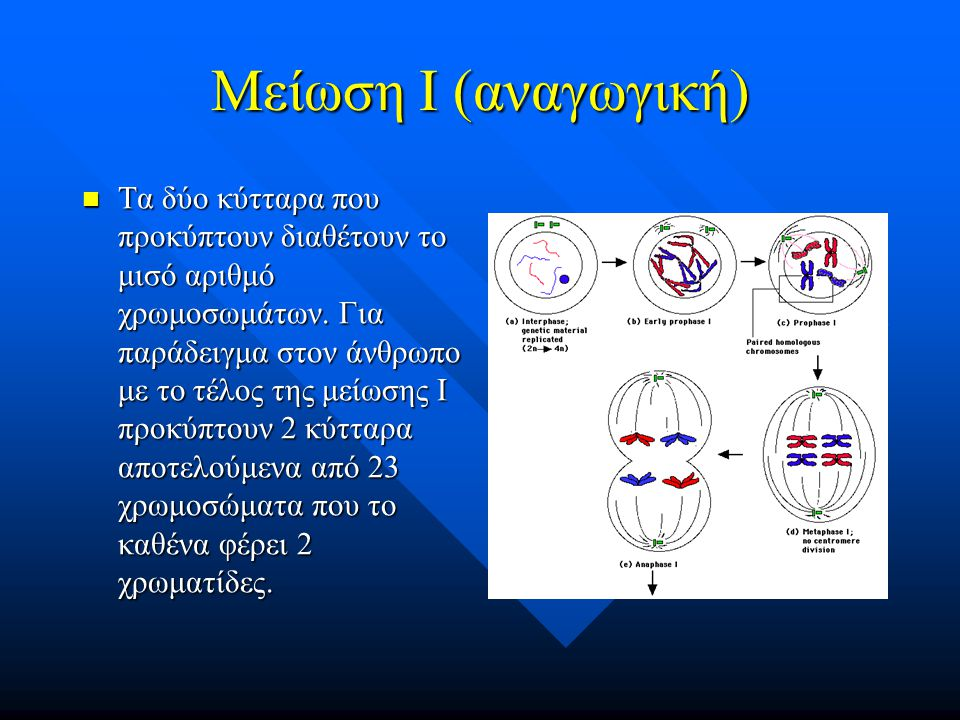 Μείωση Ι (αναγωγική)
Τα δύο κύτταρα που
προκύπτουν διαθέτουν το
μισό αριθμό
χρωμοσωμάτων. Για
παράδειγμα στον άνθρωπο
με το τέλος της μείωσης Ι
προκύπτουν 2 κύτταρα
αποτελούμενα από 23
χρωμοσώματα που το
καθένα φέρει 2
χρωματίδες.
(a) Interphase;
genetic material
replicated
(2n → 4n)
(b) Early prophase I
(c) Prophase I
Paired homologous
chromosomes
(d) Metaphase I;
no centromere
division
(e) Anaphase I